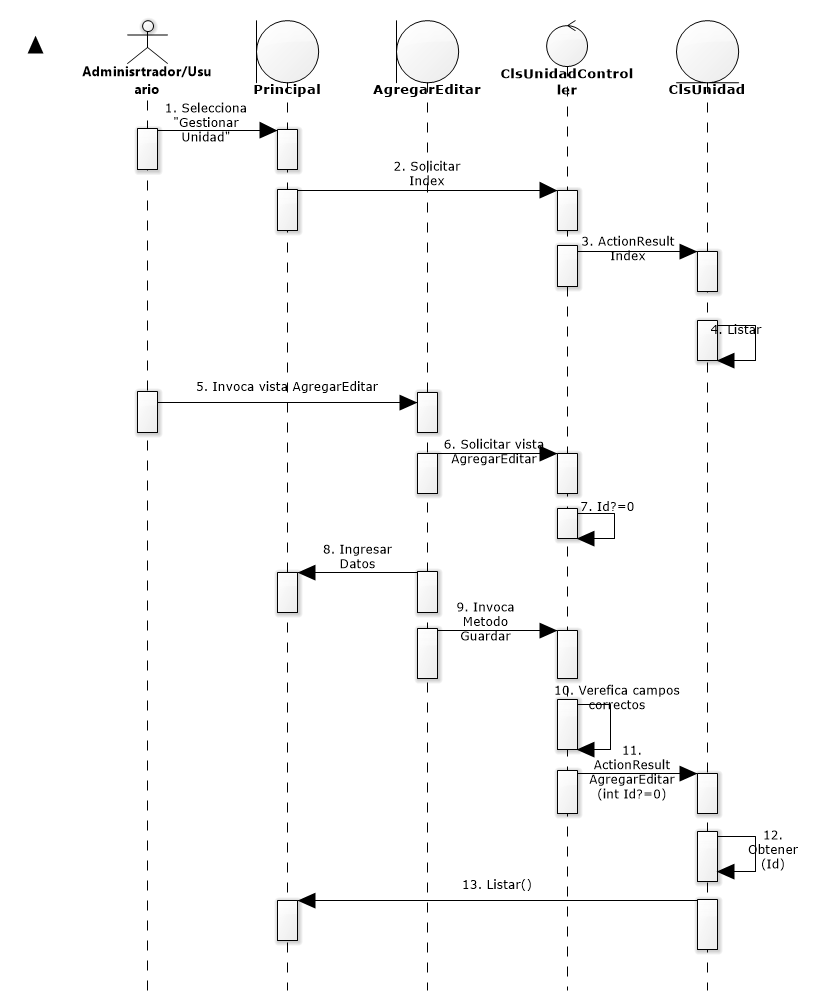 Adminisrtrador/Usu
ario
Principal
AgregarEditar
ClsUnidadControl
ler
ClsUnidad
1. Selecciona
"Gestionar
Unidad"
2. Solicitar
Index
3. ActionResult
Index
4. Listar
5. Invoca vista AgregarEditar
6. Solicitar vista
AgregarEditar
7. Id?=0
8. Ingresar
Datos
9. Invoca
Metodo
Guardar
10. Verefica campos
correctos
11.
ActionResult
AgregarEditar
(int Id?=0)
12.
Obtener
(Id)
13. Listar()